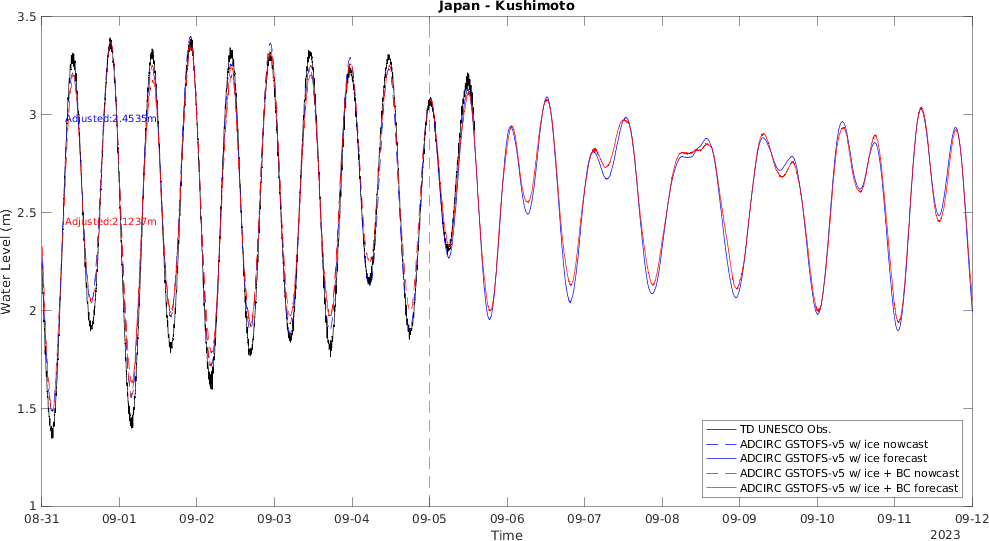 Japan - Kushimoto
3.5
3
2.5
2
1.5
1
Water Level (m)
Adjusted:2.4535m
Adjusted:2.1237m
TD UNESCO Obs.
ADCIRC GSTOFS-v5 w/ ice nowcast
ADCIRC GSTOFS-v5 w/ ice forecast
ADCIRC GSTOFS-v5 w/ ice + BC nowcast
ADCIRC GSTOFS-v5 w/ ice + BC forecast
08-31 09-01 09-02 09-03 09-04 09-05 09-06 09-07 09-08 09-09 09-10 09-11 09-12
Time
2023